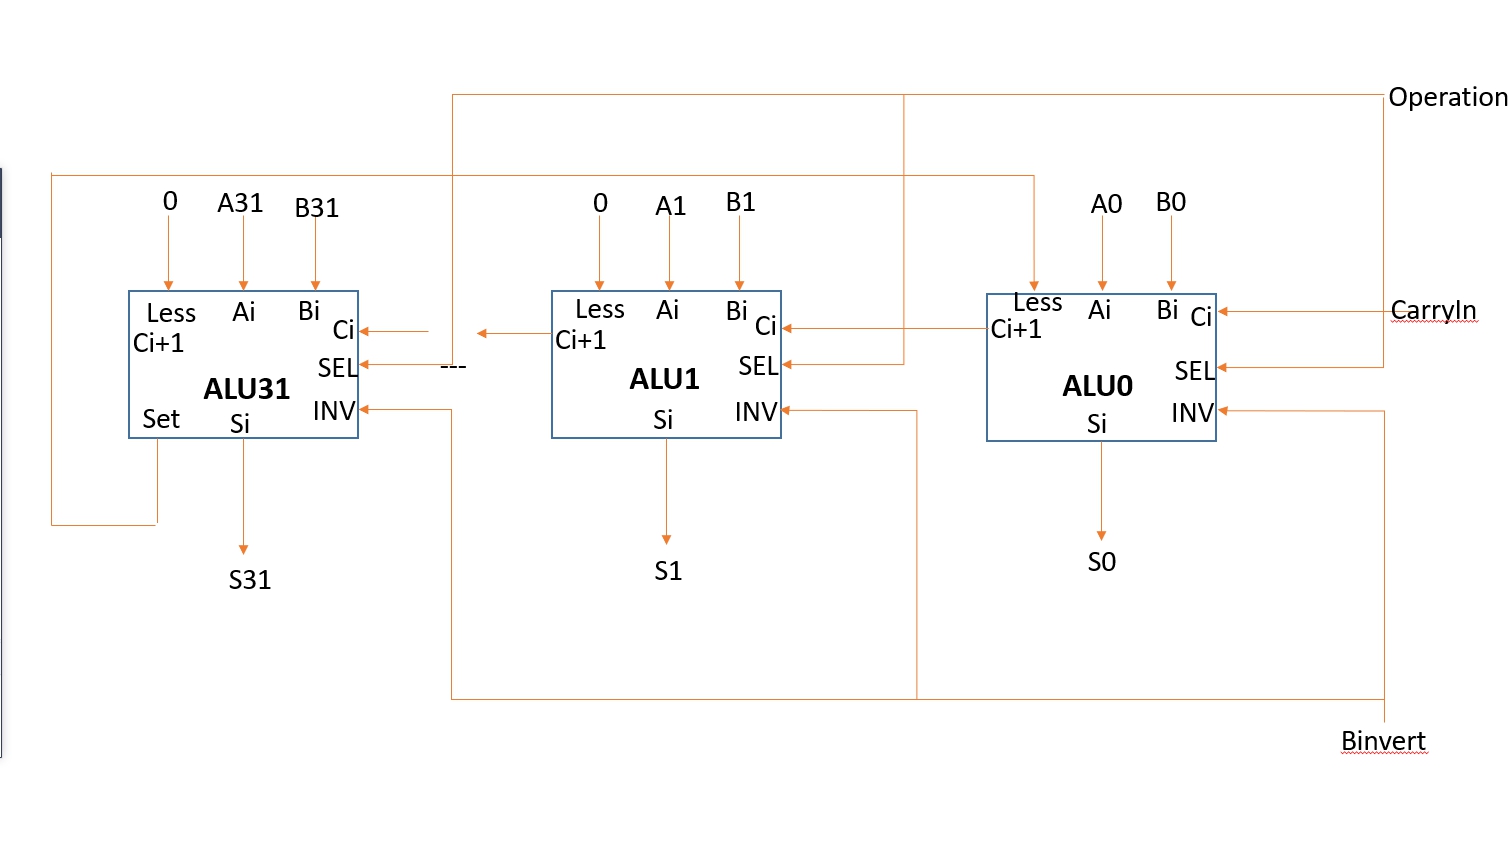 Operation
0 A31 B31
0 A1 B1
A0 B0
Less Ai Bi
Ci
Ci+1
SEL
ALU31
INV
Set
Si
S31
---
Less Ai Bi
Ci
Ci+1
SEL
ALU1
INV
Si
S1
Less Ai Bi
Ci
Ci+1
SEL
ALU0
INV
Si
S0
CarryIn
Binvert